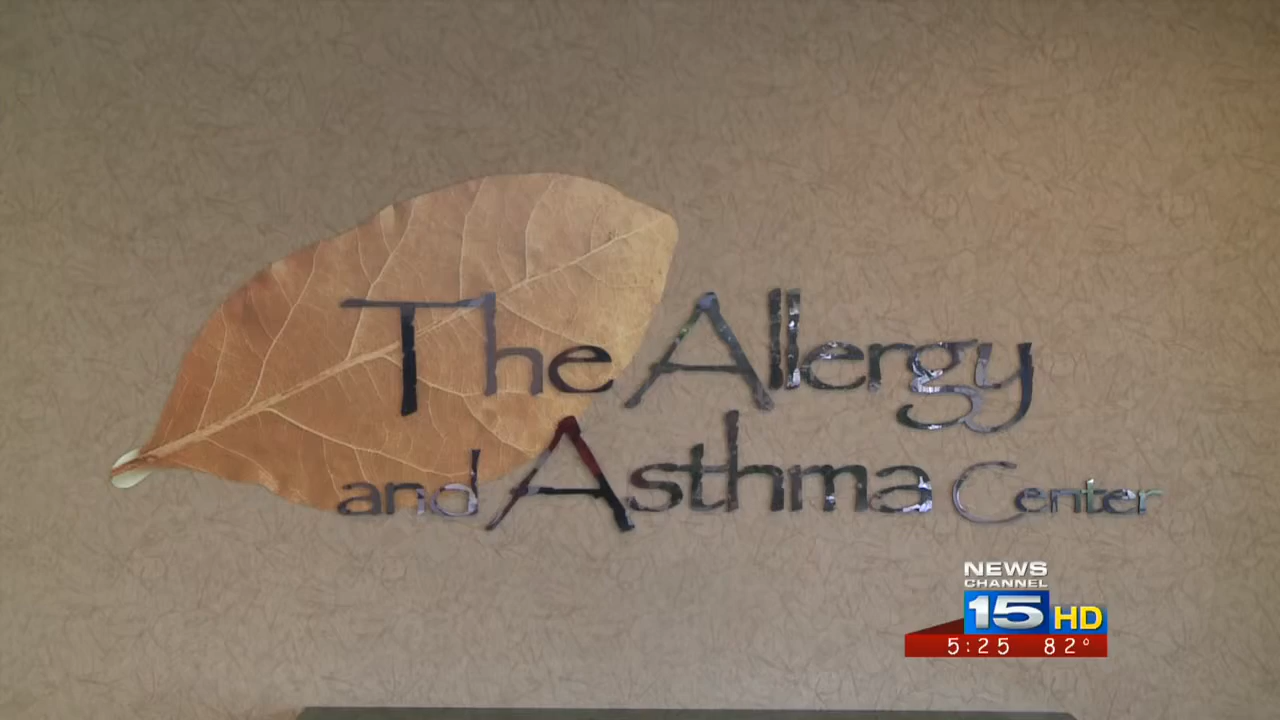 The Allergy
and Asthma Center
NEWS
CHANNEL
15 HD
5:25 82°